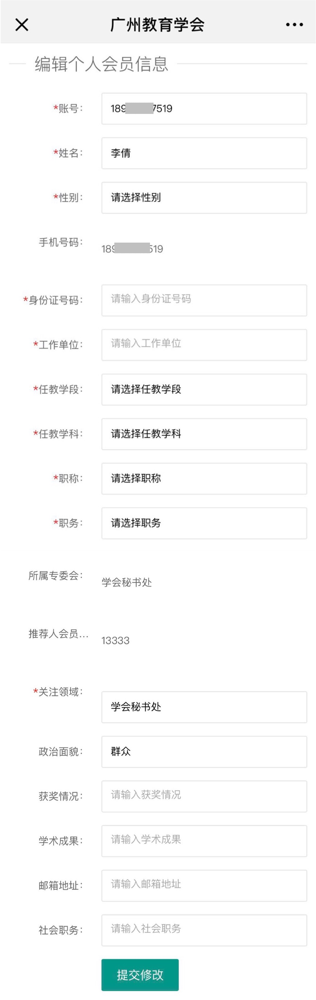 广州教育学会
编辑个人会员信息
*账号： 189 7519
*姓名： 李倩
*性别： 请选择性别
手机号码： 189 519
*身份证号码： 请输入身份证号码
*工作单位： 请输入工作单位
*任教学段： 请选择任教学段
*任教学科： 请选择任教学科
*职称： 请选择职称
*职务： 请选择职务
所属专委会： 学会秘书处
推荐人会员... 13333
*关注领域： 学会秘书处
政治面貌： 群众
获奖情况： 请输入获奖情况
学术成果： 请输入学术成果
邮箱地址： 请输入邮箱地址
社会职务： 请输入社会职务
提交修改